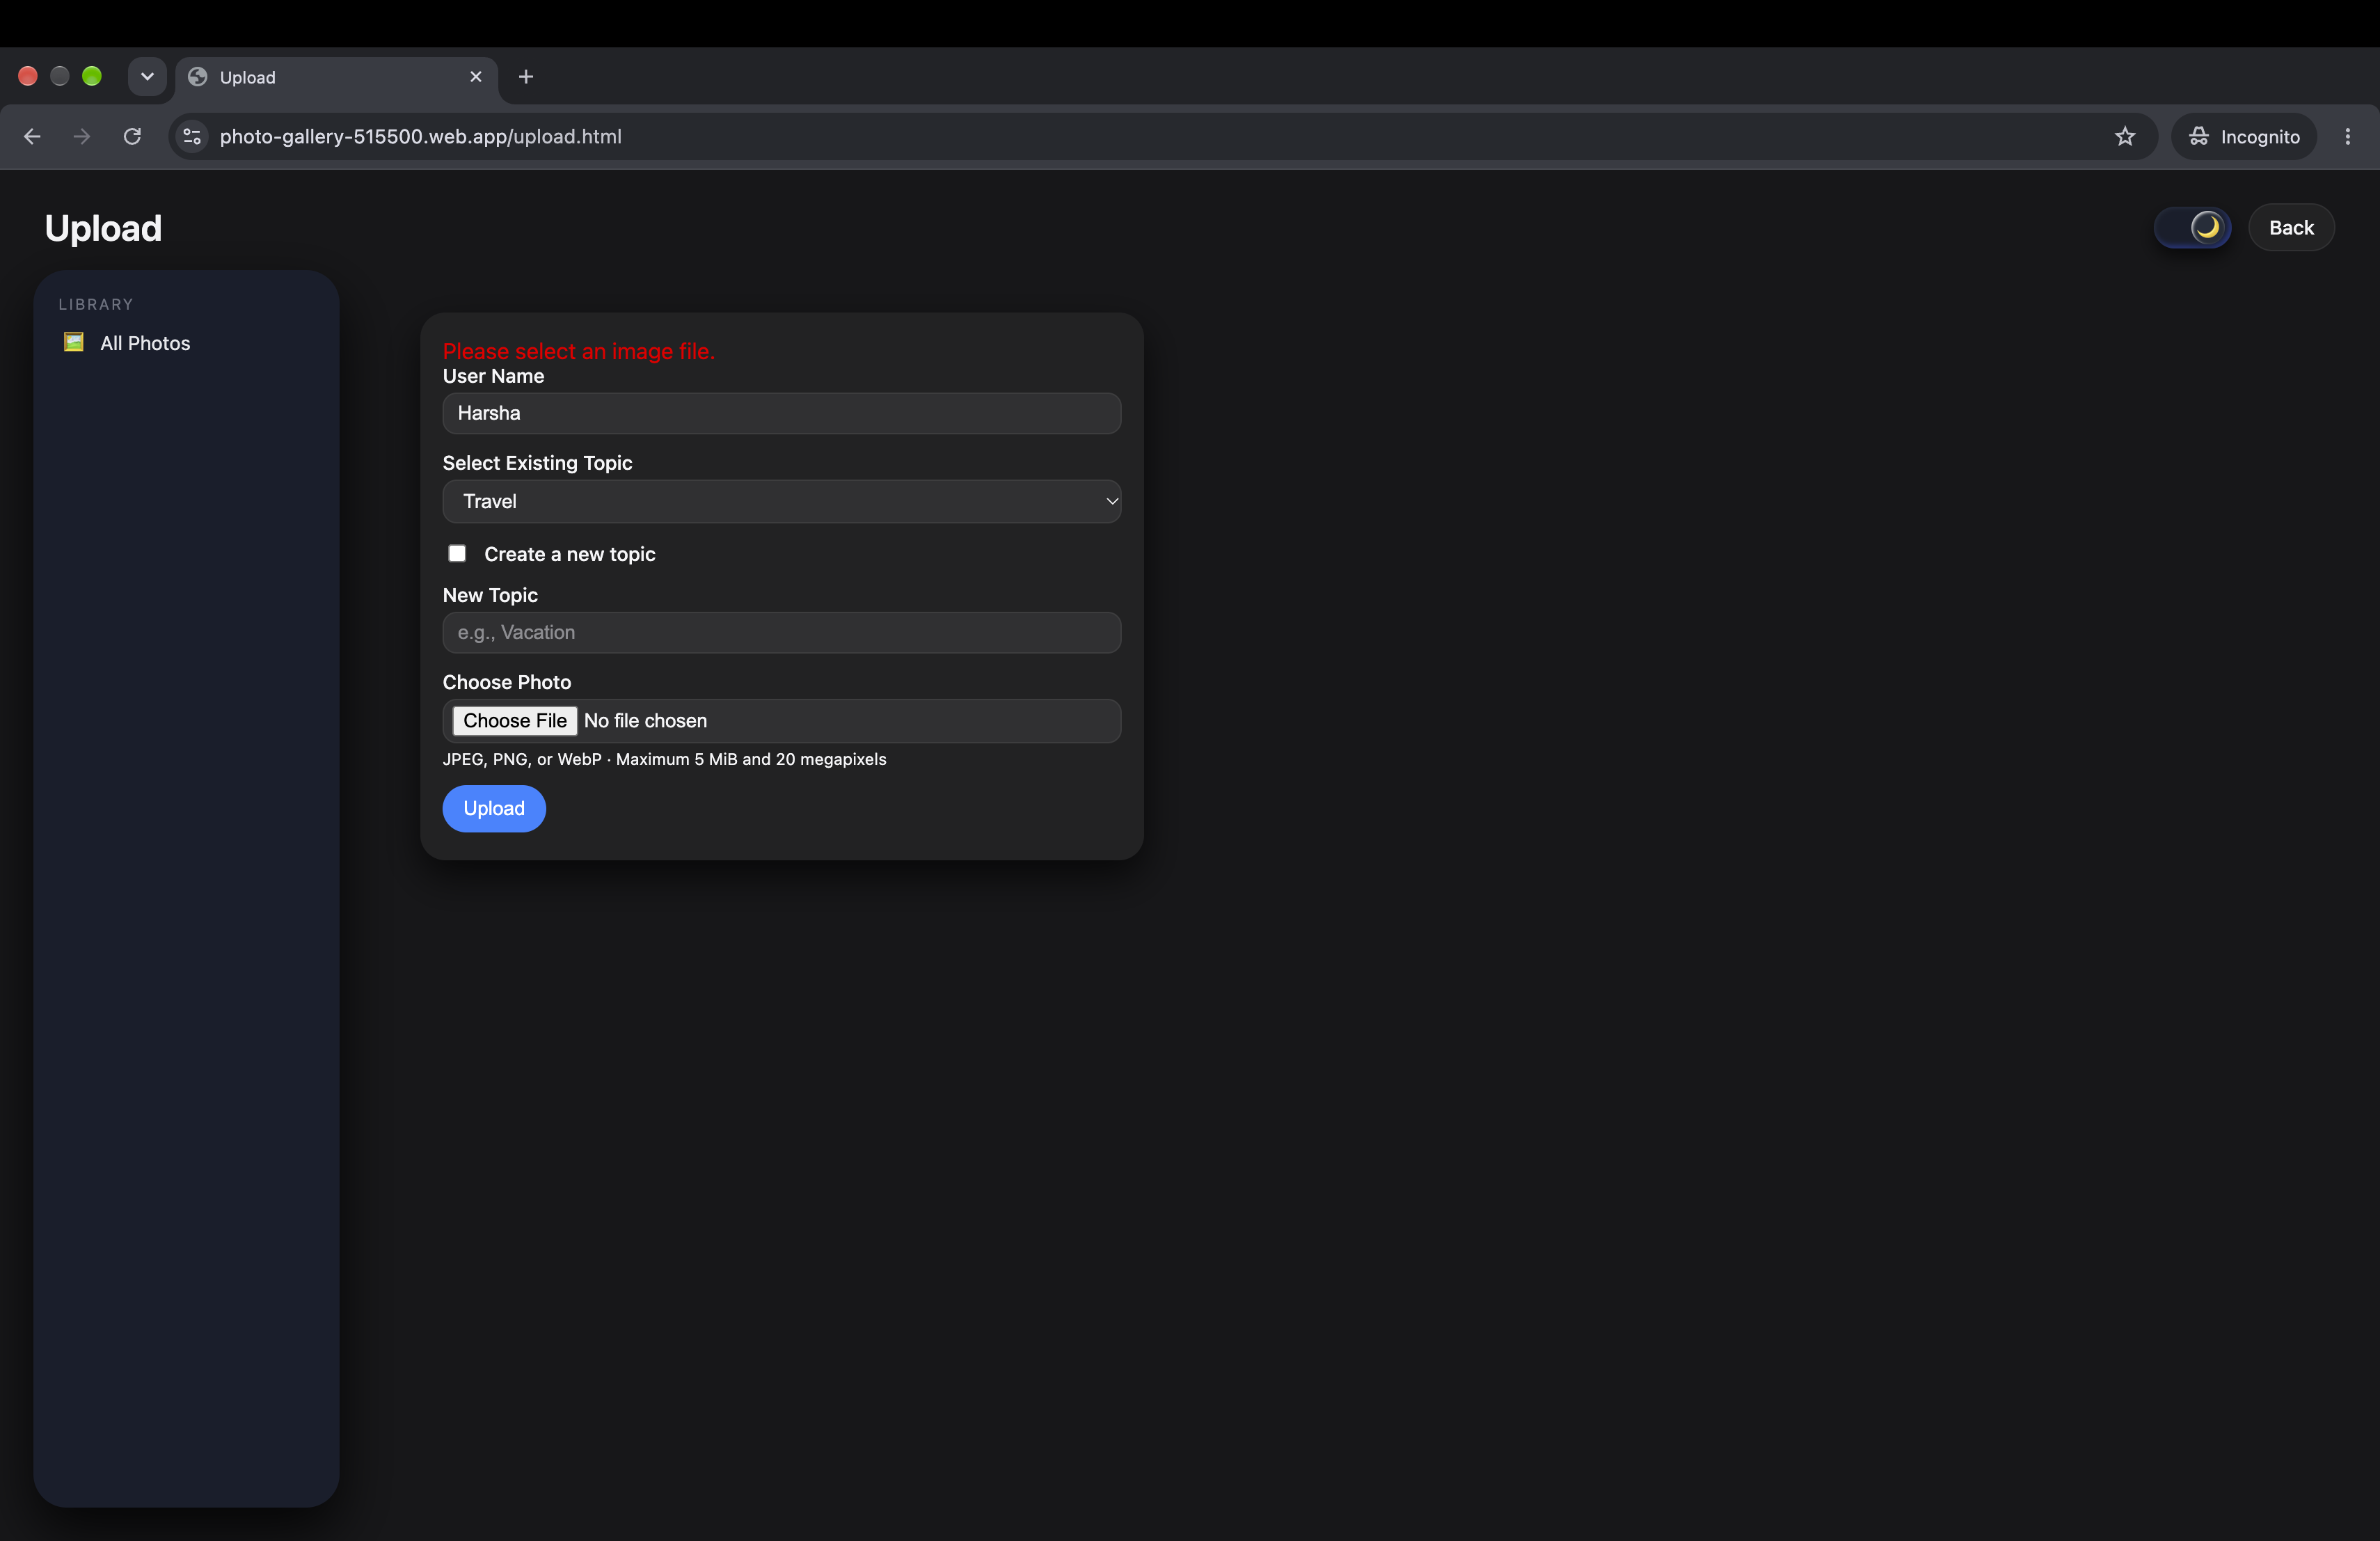 Upload
photo-gallery-515500.web.app/upload.html
Incognito
Upload
Back
LIBRARY
All Photos
Please select an image file.
User Name
Harsha
Select Existing Topic
Travel
Create a new topic
New Topic
e.g., Vacation
Choose Photo
Choose File No file chosen
JPEG, PNG, or WebP · Maximum 5 MiB and 20 megapixels
Upload